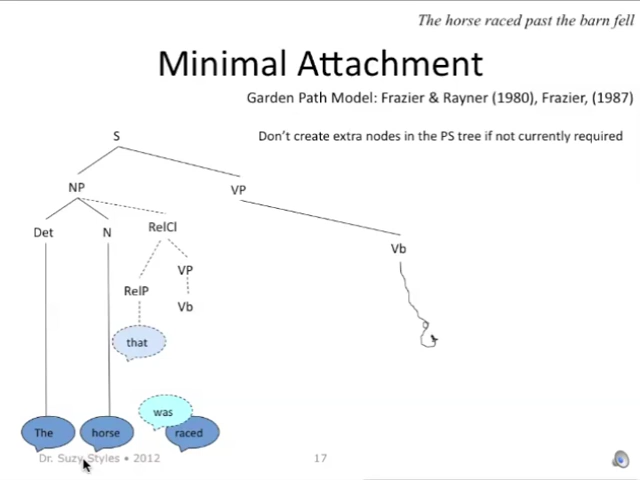 The horse raced past the barn fell
Minimal Attachment
Garden Path Model: Frazier & Rayner (1980), Frazier, (1987)
S
Don't create extra nodes in the PS tree if not currently required
NP
VP
Det
N
RelCl
Vb
VP
RelP
Vb
that
was
The
horse
raced
Dr. Suzy Styles • 2012
17